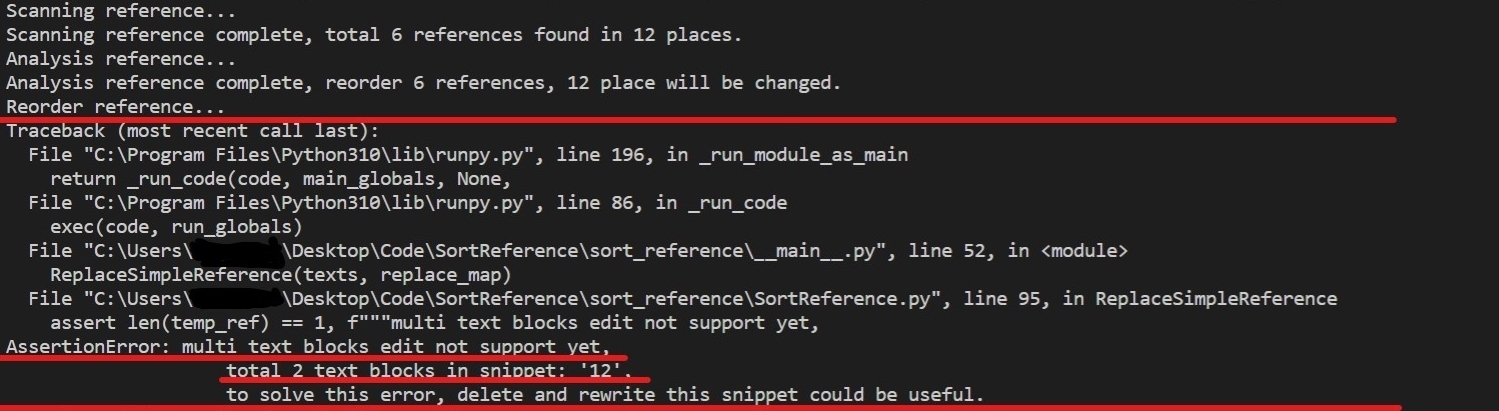 Scanning reference...
Scanning reference complete, total 6 references found in 12 places.
Analysis reference...
Analysis reference complete, reorder 6 references, 12 place will be changed.
Reorder reference...
Traceback (most recent call last):
  File "C:\Program Files\Python310\lib\runpy.py", line 196, in _run_module_as_main
    return _run_code(code, main_globals, None,
  File "C:\Program Files\Python310\lib\runpy.py", line 86, in _run_code
    exec(code, run_globals)
  File "C:\Users\ \Desktop\Code\SortReference\sort_reference\__main__.py", line 52, in <module>
    ReplaceSimpleReference(texts, replace_map)
  File "C:\Users\ \Desktop\Code\SortReference\sort_reference\SortReference.py", line 95, in ReplaceSimpleReference
    assert len(temp_ref) == 1, f"""multi text blocks edit not support yet,
AssertionError: multi text blocks edit not support yet,
                    total 2 text blocks in snippet: '12',
                    to solve this error, delete and rewrite this snippet could be useful.